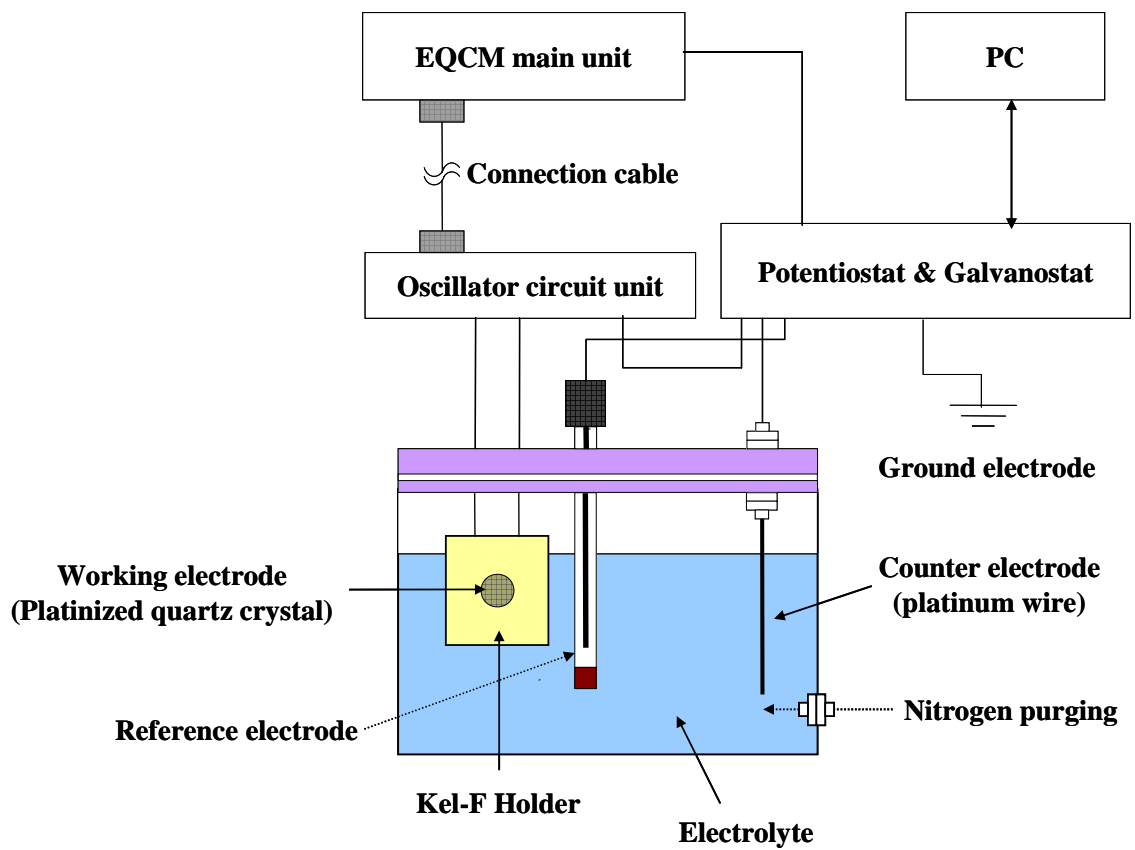 EQCM main unit
PC
Connection cable
Potentiostat & Galvanostat
Oscillator circuit unit
Ground electrode
Working electrode
(Platinized quartz crystal)
Counter electrode
(platinum wire)
Reference electrode
Nitrogen purging
Kel-F Holder
Electrolyte